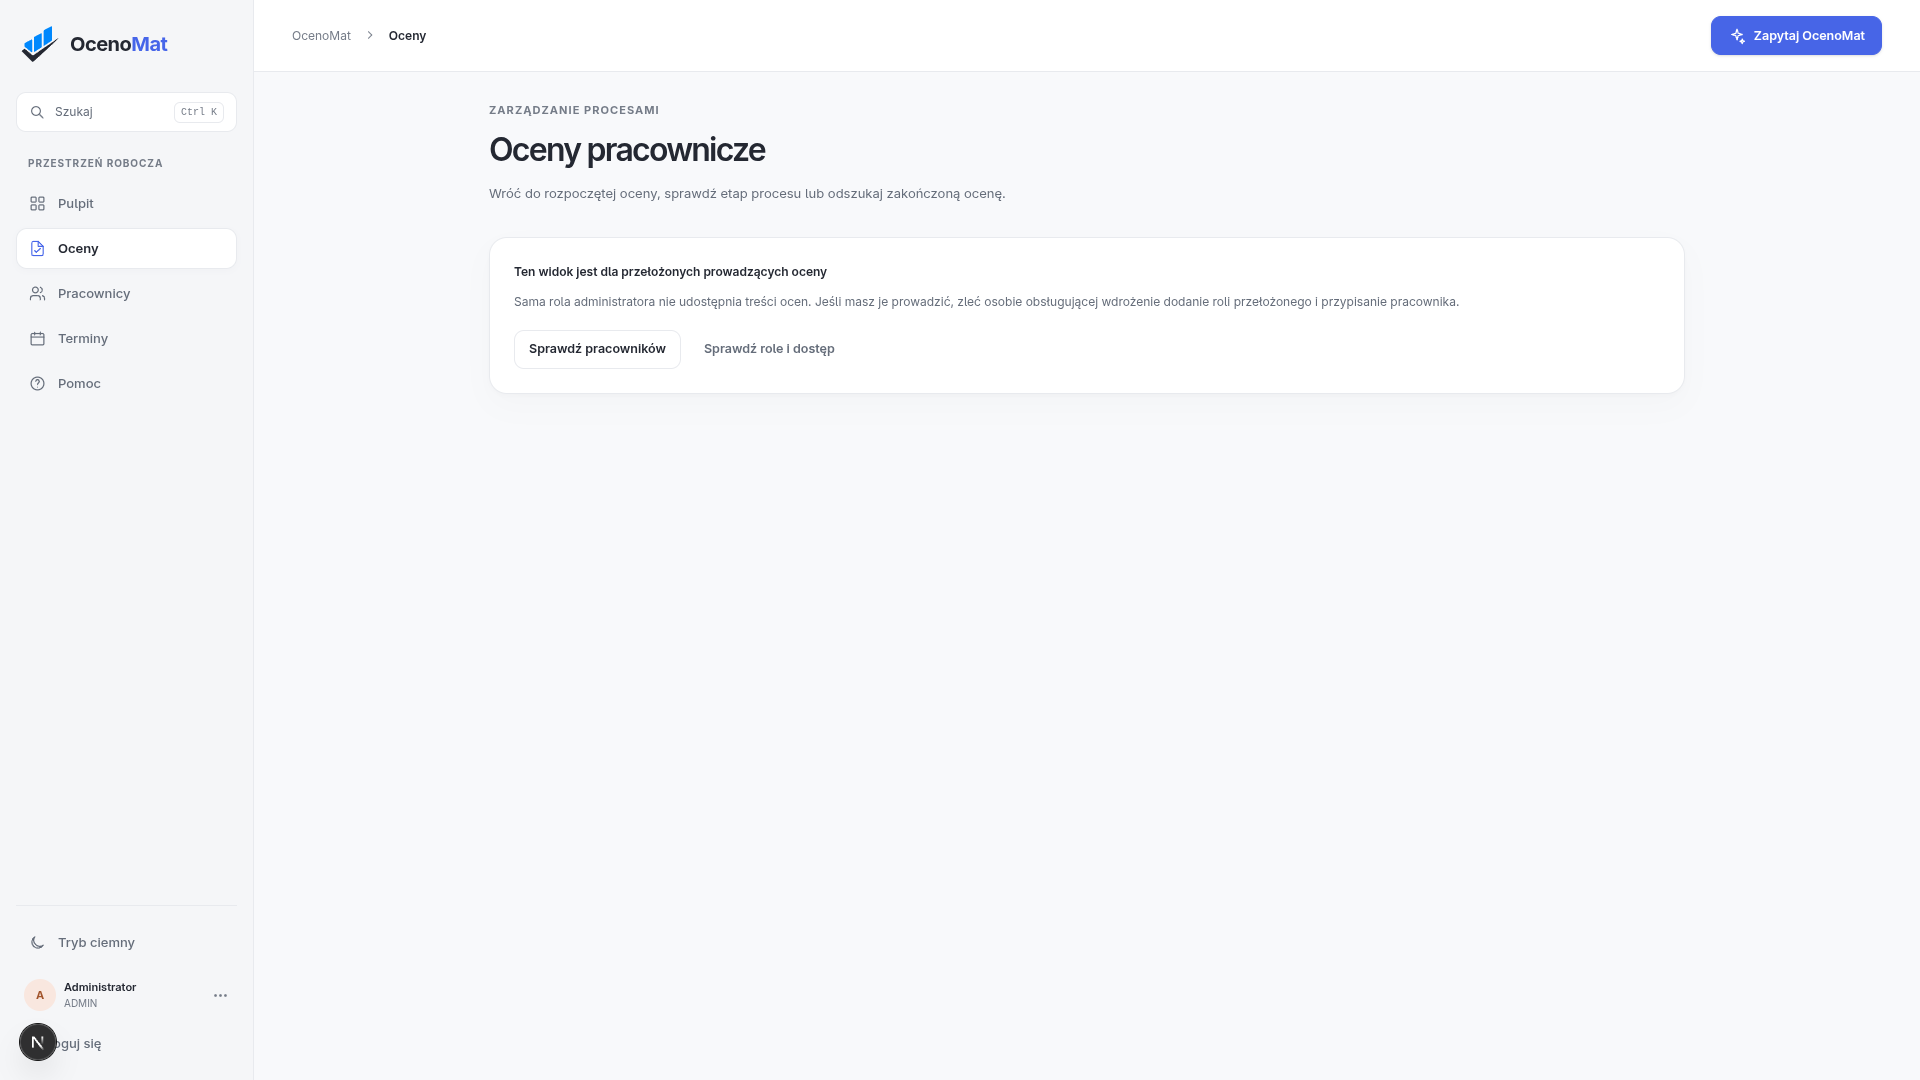 OcenoMat
Szukaj
Ctrl K
PRZESTRZEŃ ROBOCZA
Pulpit
Oceny
Pracownicy
Terminy
Pomoc
Tryb ciemny
A
Administrator
ADMIN
N
oguj się
OcenoMat
Oceny
Zapytaj OcenoMat
ZARZĄDZANIE PROCESAMI
Oceny pracownicze
Wróć do rozpoczętej oceny, sprawdź etap procesu lub odszukaj zakończoną ocenę.
Ten widok jest dla przełożonych prowadzących oceny
Sama rola administratora nie udostępnia treści ocen. Jeśli masz je prowadzić, zleć osobie obsługującej wdrożenie dodanie roli przełożonego i przypisanie pracownika.
Sprawdź pracowników
Sprawdź role i dostęp